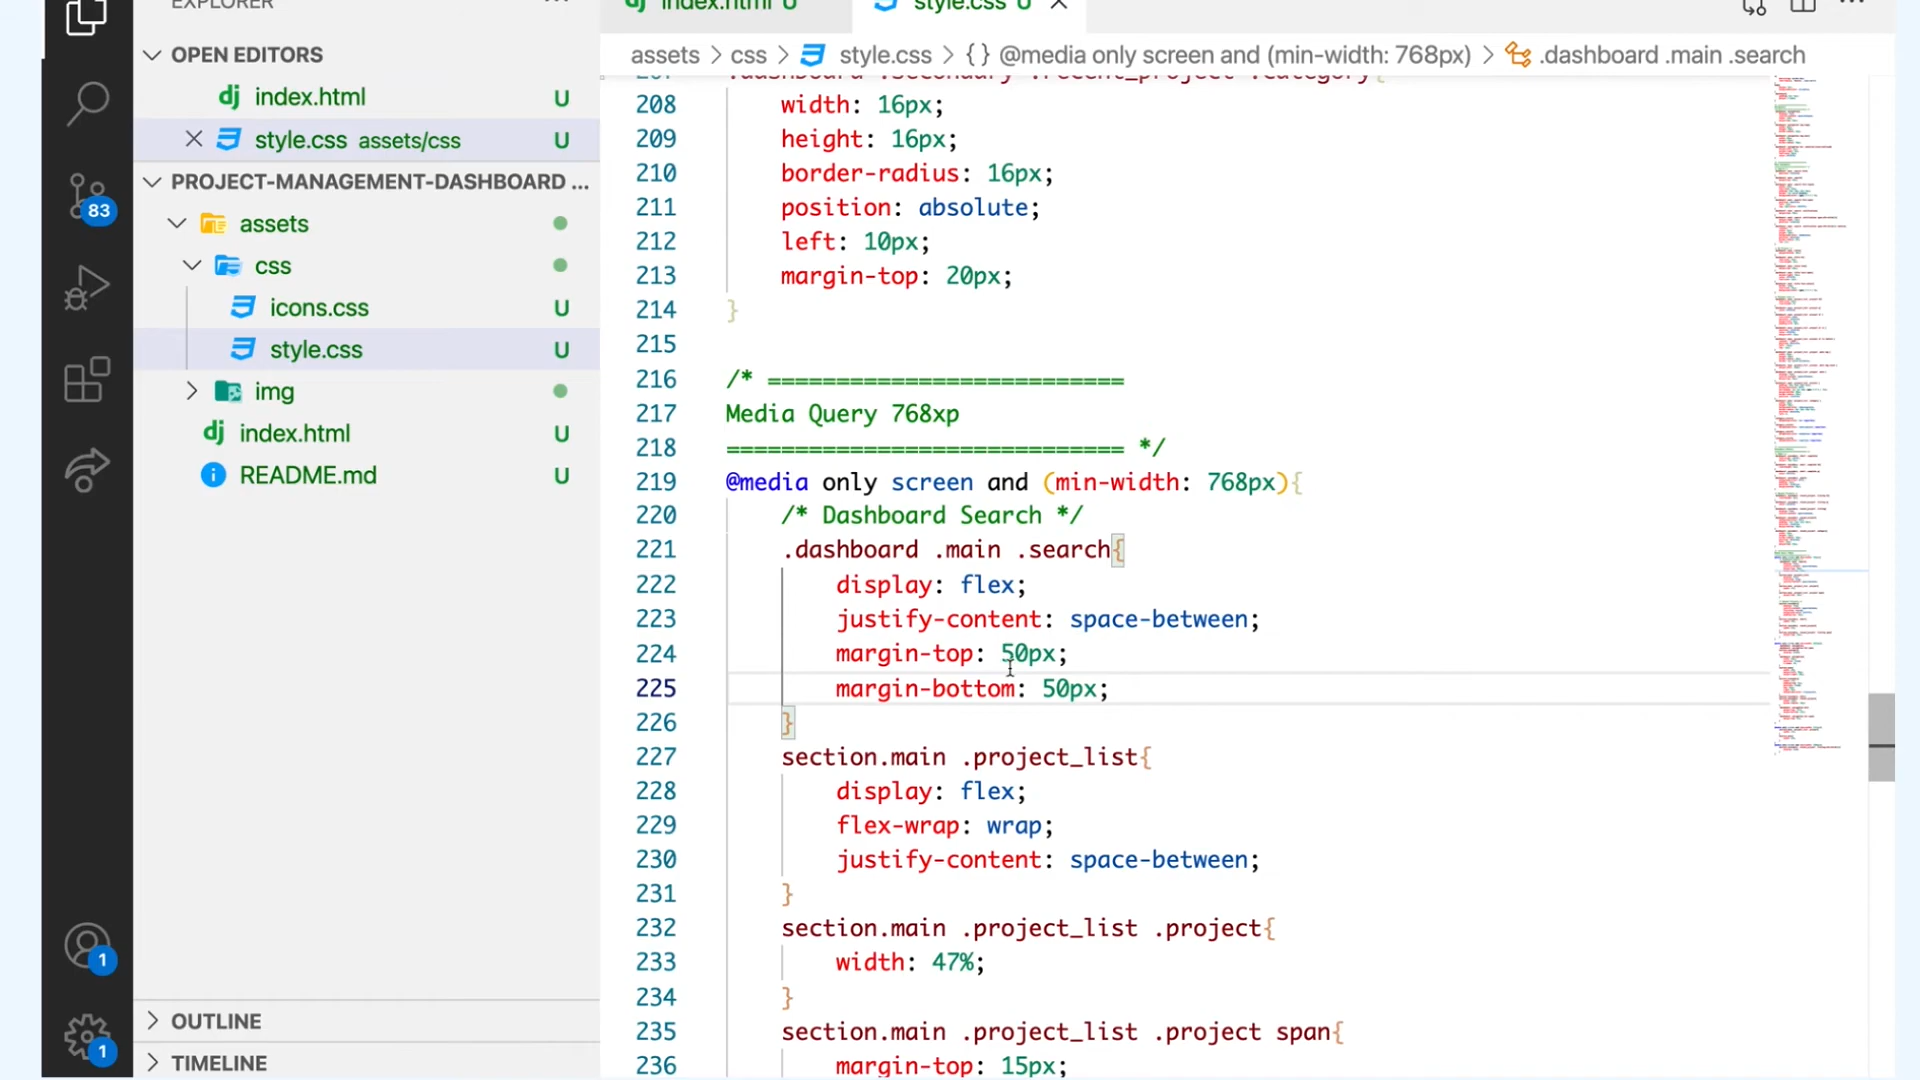 EXPLORER
OPEN EDITORS
index.html U
style.css assets/css U
PROJECT-MANAGEMENT-DASHBOARD ...
assets
css
icons.css U
style.css U
img
index.html U
README.md U
OUTLINE
TIMELINE
83
1
1
index.html U
style.css U
assets > css > style.css > {} @media only screen and (min-width: 768px) > .dashboard .main .search
207 .dashboard .secondary .recent_project .category{
208 width: 16px;
209 height: 16px;
210 border-radius: 16px;
211 position: absolute;
212 left: 10px;
213 margin-top: 20px;
214 }
215
216 /* ==========================
217 Media Query 768xp
218 ============================= */
219 @media only screen and (min-width: 768px){
220 /* Dashboard Search */
221 .dashboard .main .search{
222 display: flex;
223 justify-content: space-between;
224 margin-top: 50px;
225 margin-bottom: 50px;
226 }
227 section.main .project_list{
228 display: flex;
229 flex-wrap: wrap;
230 justify-content: space-between;
231 }
232 section.main .project_list .project{
233 width: 47%;
234 }
235 section.main .project_list .project span{
236 margin-top: 15px;